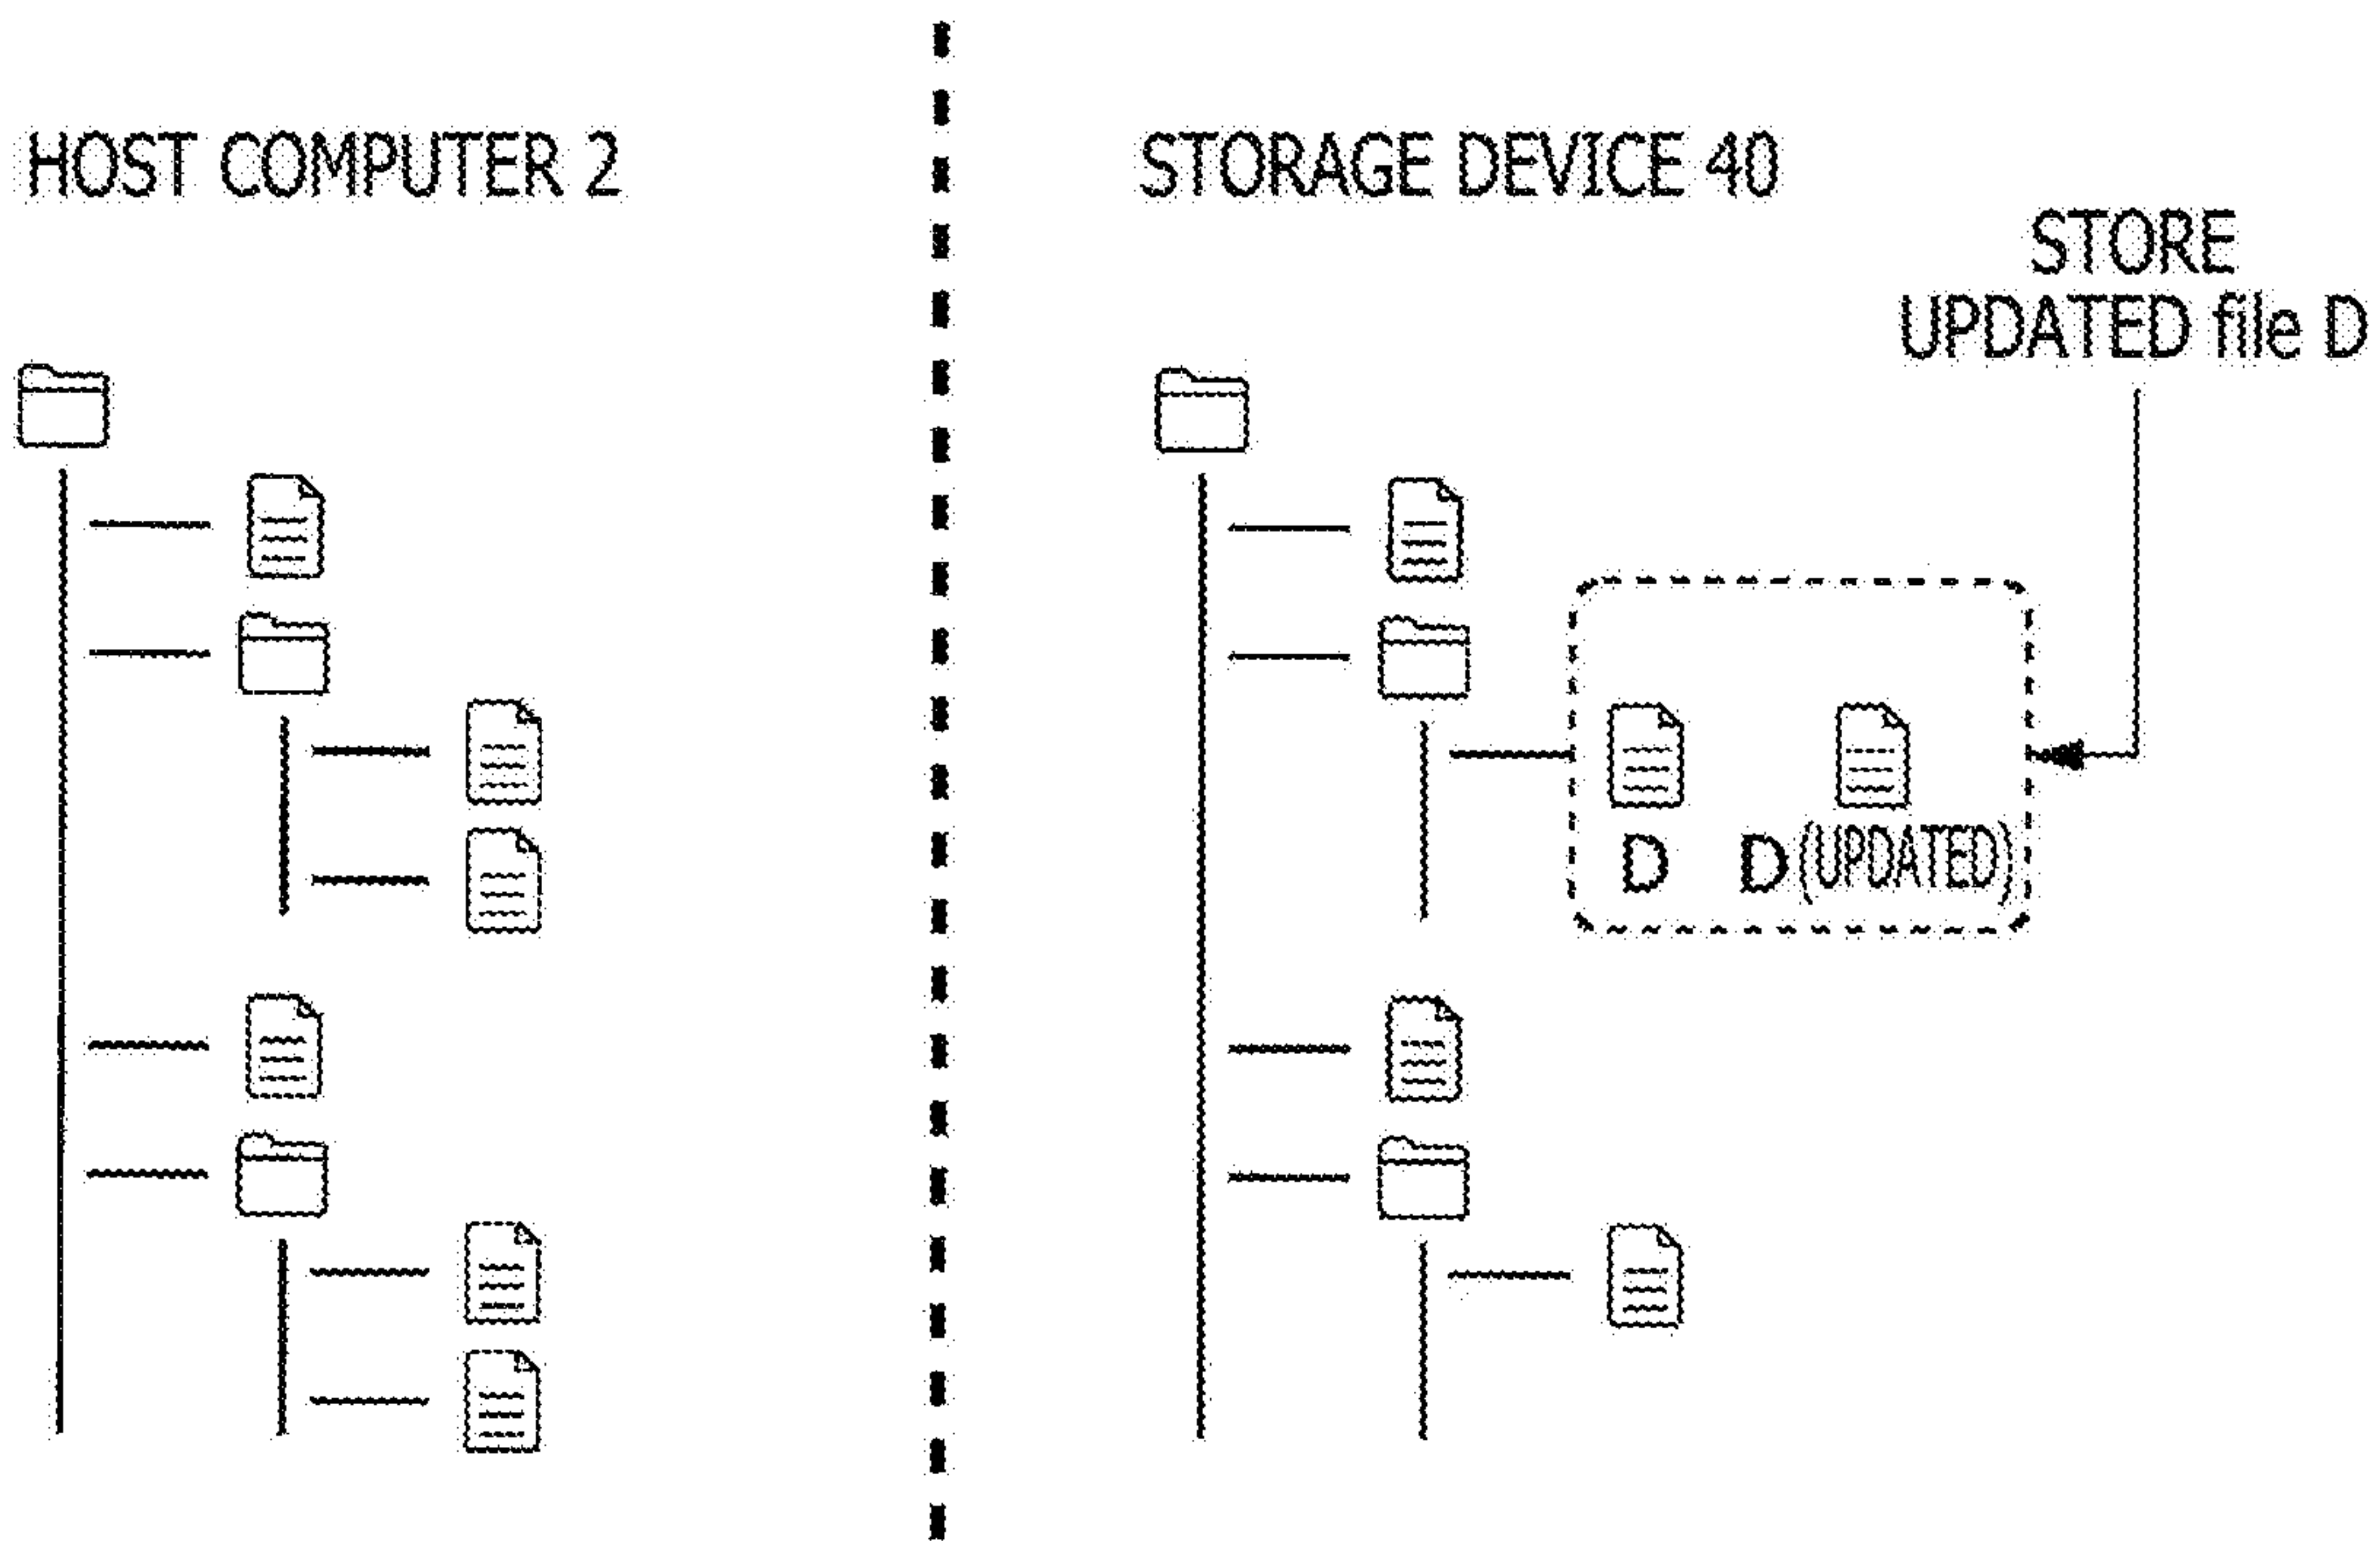 HOST COMPUTER 2
STORAGE DEVICE 40
STORE
UPDATED file D
D D (UPDATED)